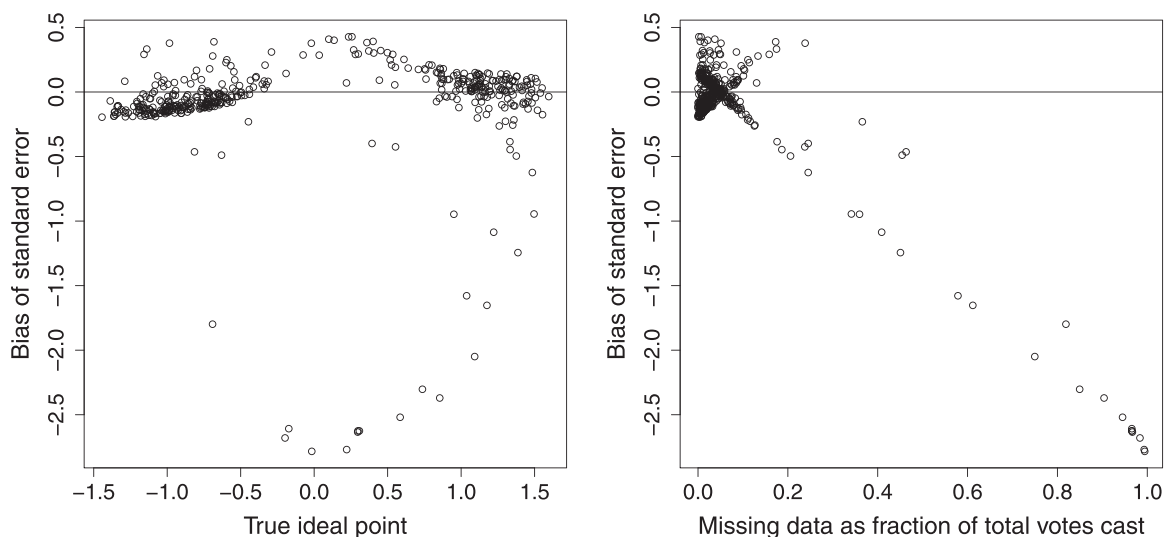 0.5
0.0
−0.5
−1.0
−1.5
−2.0
−2.5
Bias of standard error
−1.5 −1.0 −0.5 0.0 0.5 1.0 1.5
True ideal point
0.5
0.0
−0.5
−1.0
−1.5
−2.0
−2.5
Bias of standard error
0.0 0.2 0.4 0.6 0.8 1.0
Missing data as fraction of total votes cast